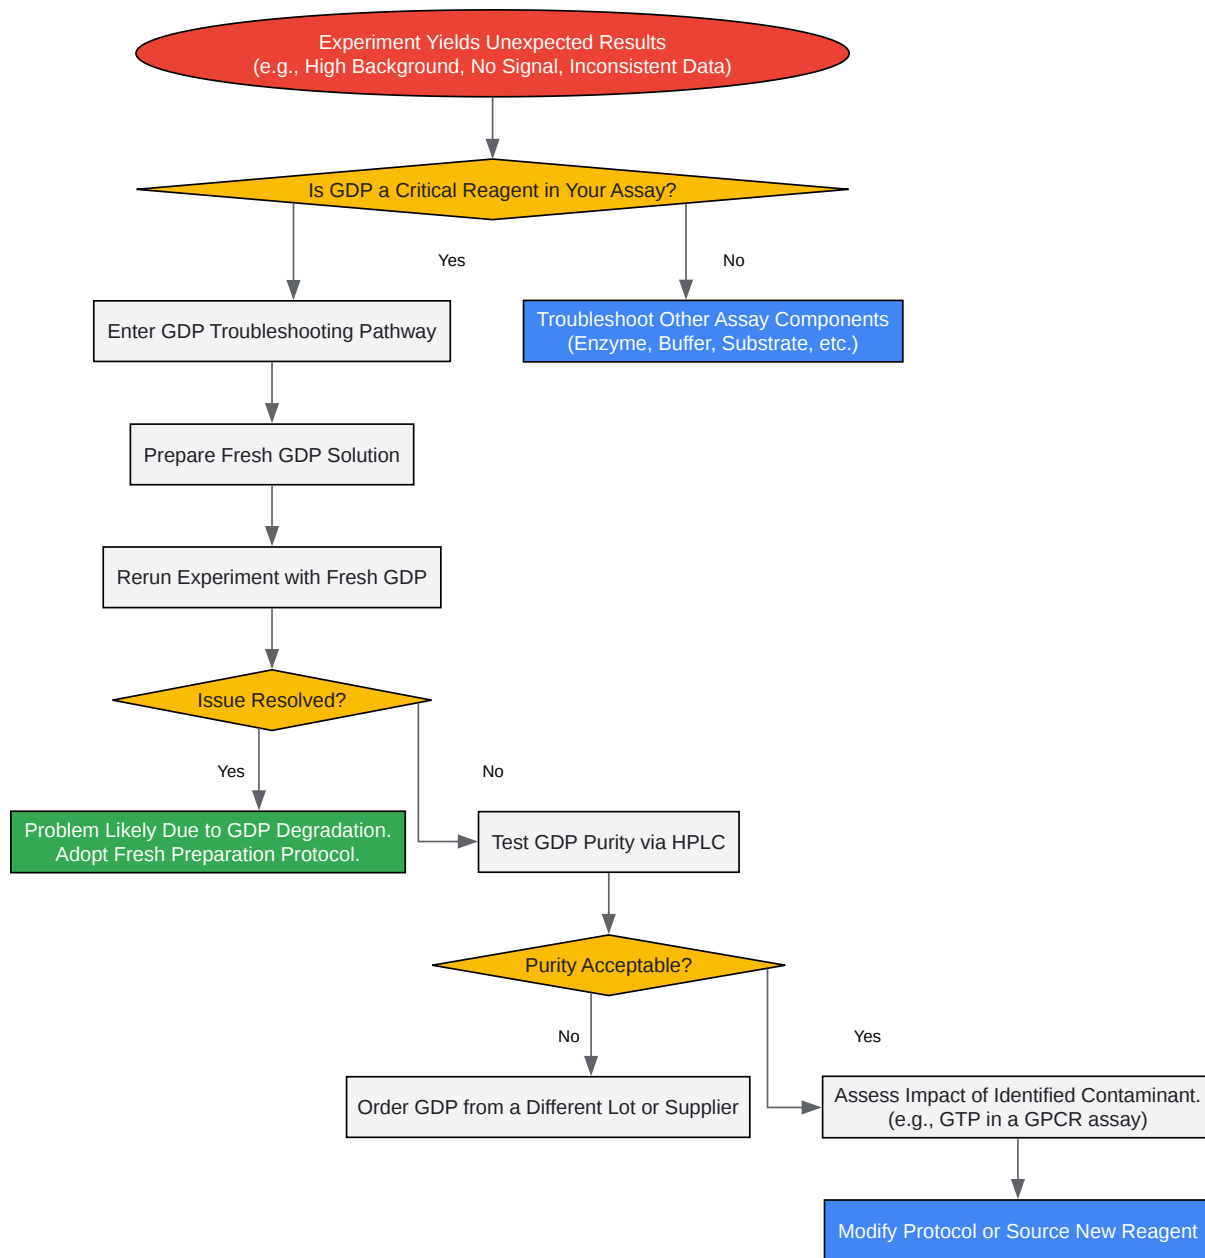 Experiment Yields Unexpected Results
(e.g., High Background, No Signal, Inconsistent Data)
Is GDP a Critical Reagent in Your Assay?
Yes
No
Enter GDP Troubleshooting Pathway
Troubleshoot Other Assay Components
(Enzyme, Buffer, Substrate, etc.)
Prepare Fresh GDP Solution
Rerun Experiment with Fresh GDP
Issue Resolved?
Yes
No
Problem Likely Due to GDP Degradation.
Adopt Fresh Preparation Protocol.
Test GDP Purity via HPLC
Purity Acceptable?
No
Yes
Order GDP from a Different Lot or Supplier
Assess Impact of Identified Contaminant.
(e.g., GTP in a GPCR assay)
Modify Protocol or Source New Reagent